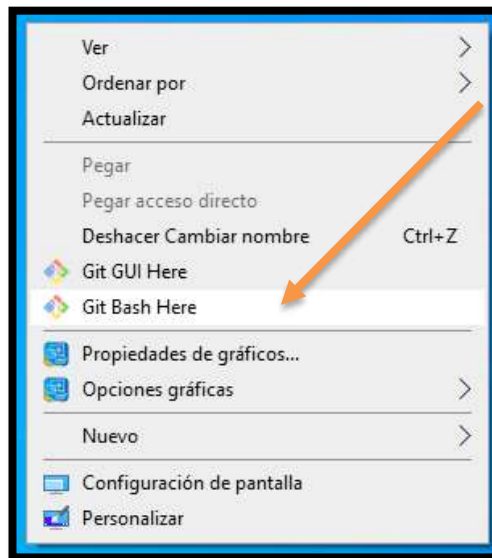 Ver
Ordenar por
Actualizar
Pegar
Pegar acceso directo
Deshacer Cambiar nombre Ctrl+Z
Git GUI Here
Git Bash Here
Propiedades de gráficos...
Opciones gráficas
Nuevo
Configuración de pantalla
Personalizar